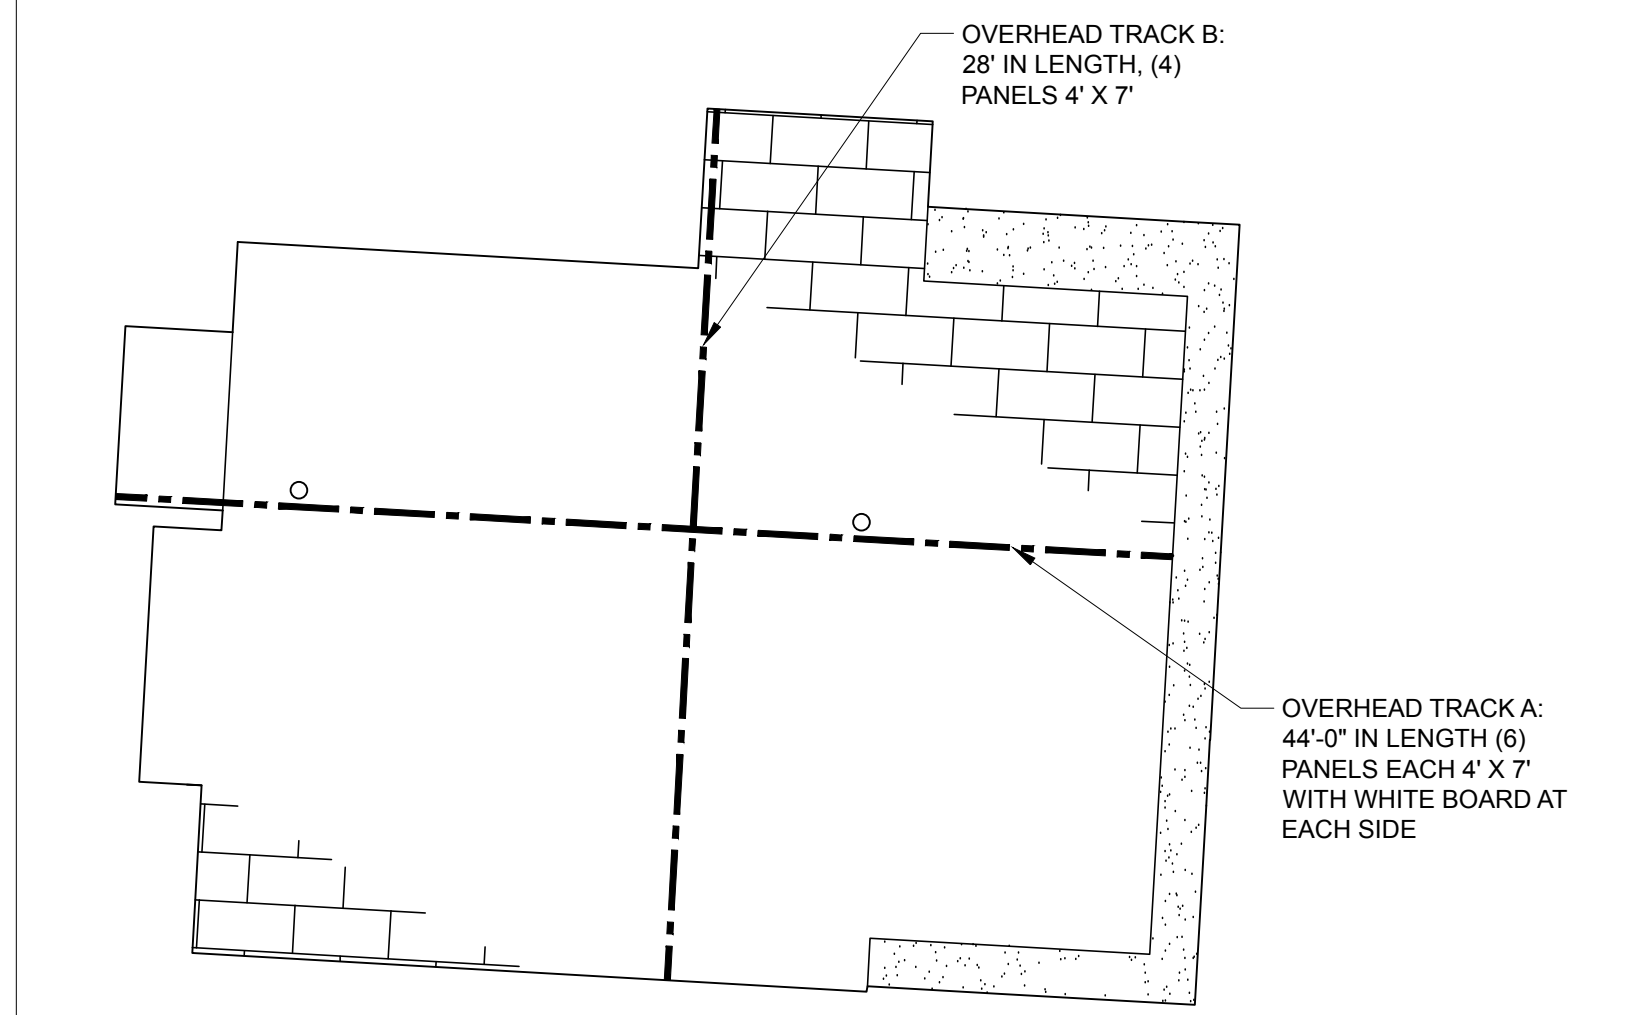 OVERHEAD TRACK B:
28' IN LENGTH, (4)
PANELS 4' X 7'
OVERHEAD TRACK A:
44'-0" IN LENGTH (6)
PANELS EACH 4' X 7'
WITH WHITE BOARD AT
EACH SIDE